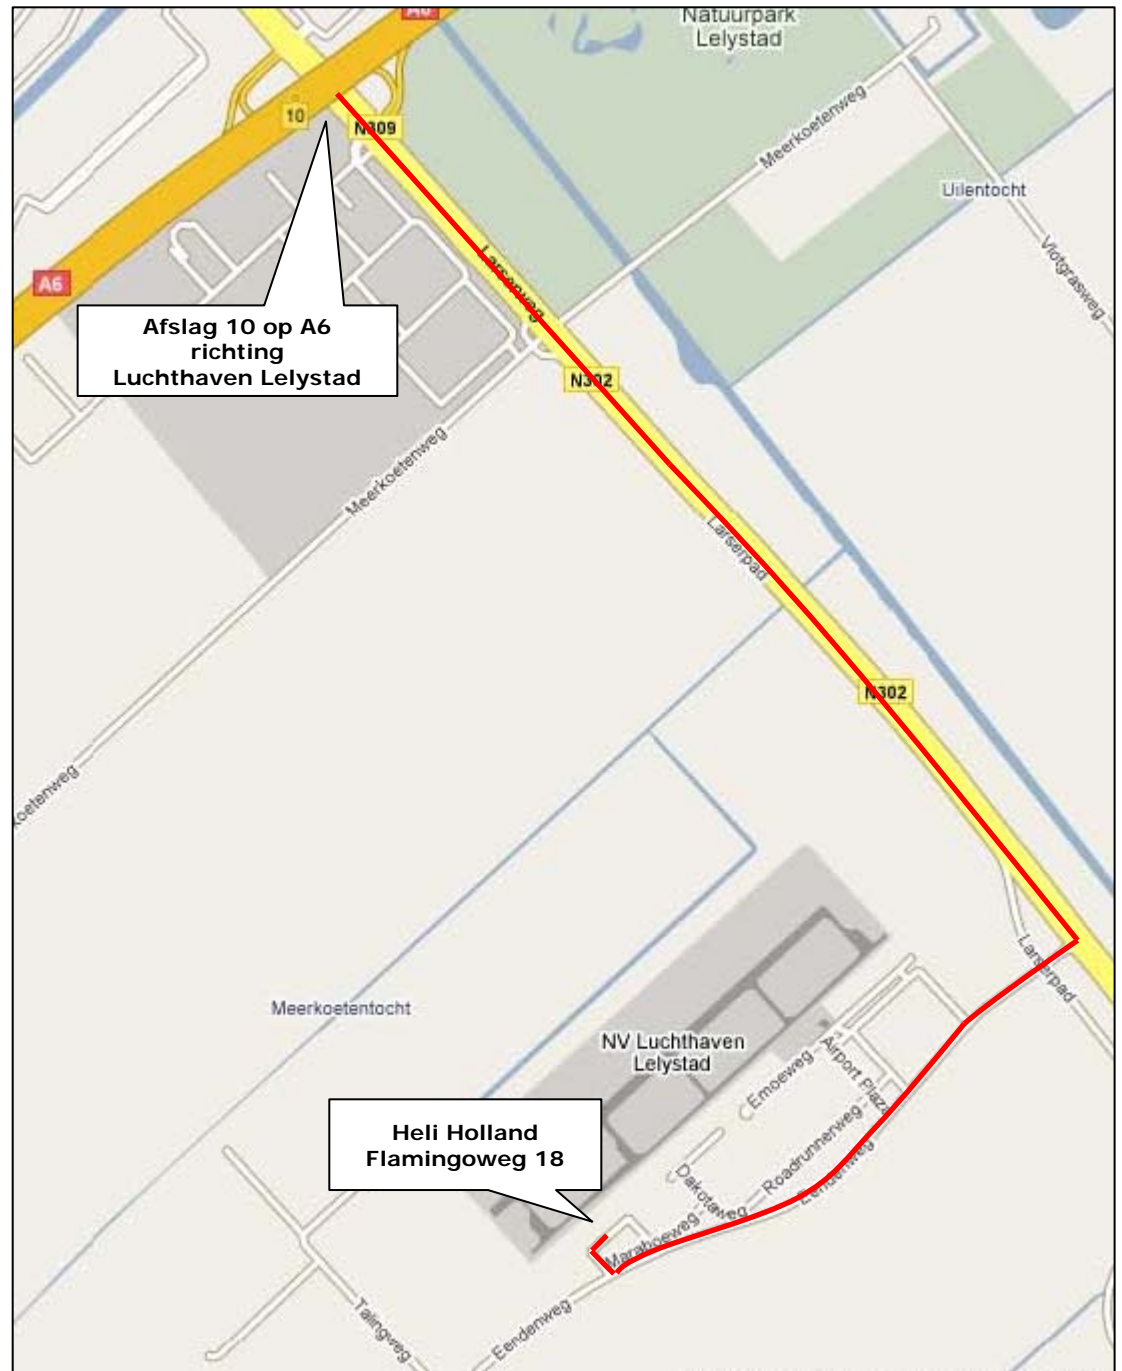 A6
Natuurpark
Lelystad
10
N309
Meerkoetenweg
Uilentocht
Vlotgrasweg
A6
Larserweg
Afslag 10 op A6
richting
Luchthaven Lelystad
N302
Meerkoetenweg
Larserpad
N302
koetenweg
Larserpad
Meerkoetentocht
NV Luchthaven
Lelystad
Airport Plaza
Emoeweg
Heli Holland
Flamingoweg 18
Roadrunnerweg
Eendenweg
Dakotaweg
Maraboeweg
Talingweg
Eendenweg